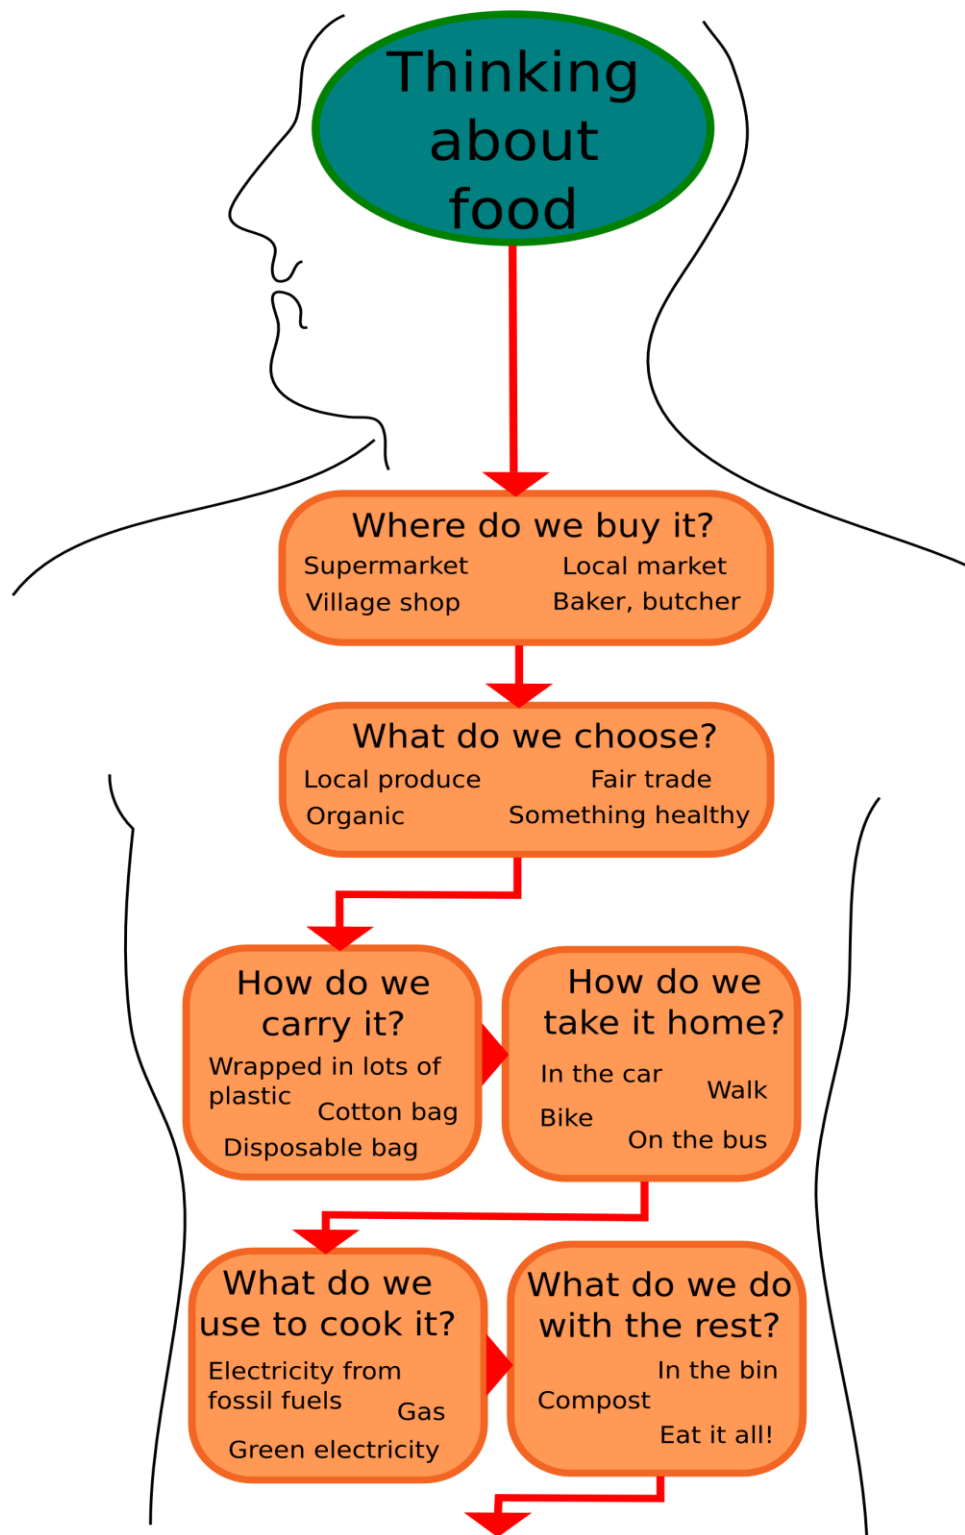 Thinking
about
food
Where do we buy it?
Supermarket Local market
Village shop Baker, butcher
What do we choose?
Local produce Fair trade
Organic Something healthy
How do we
carry it?
Wrapped in lots of
plastic
Cotton bag
Disposable bag
How do we
take it home?
In the car
Walk
Bike
On the bus
What do we
use to cook it?
Electricity from
fossil fuels
Gas
Green electricity
What do we do
with the rest?
In the bin
Compost
Eat it all!